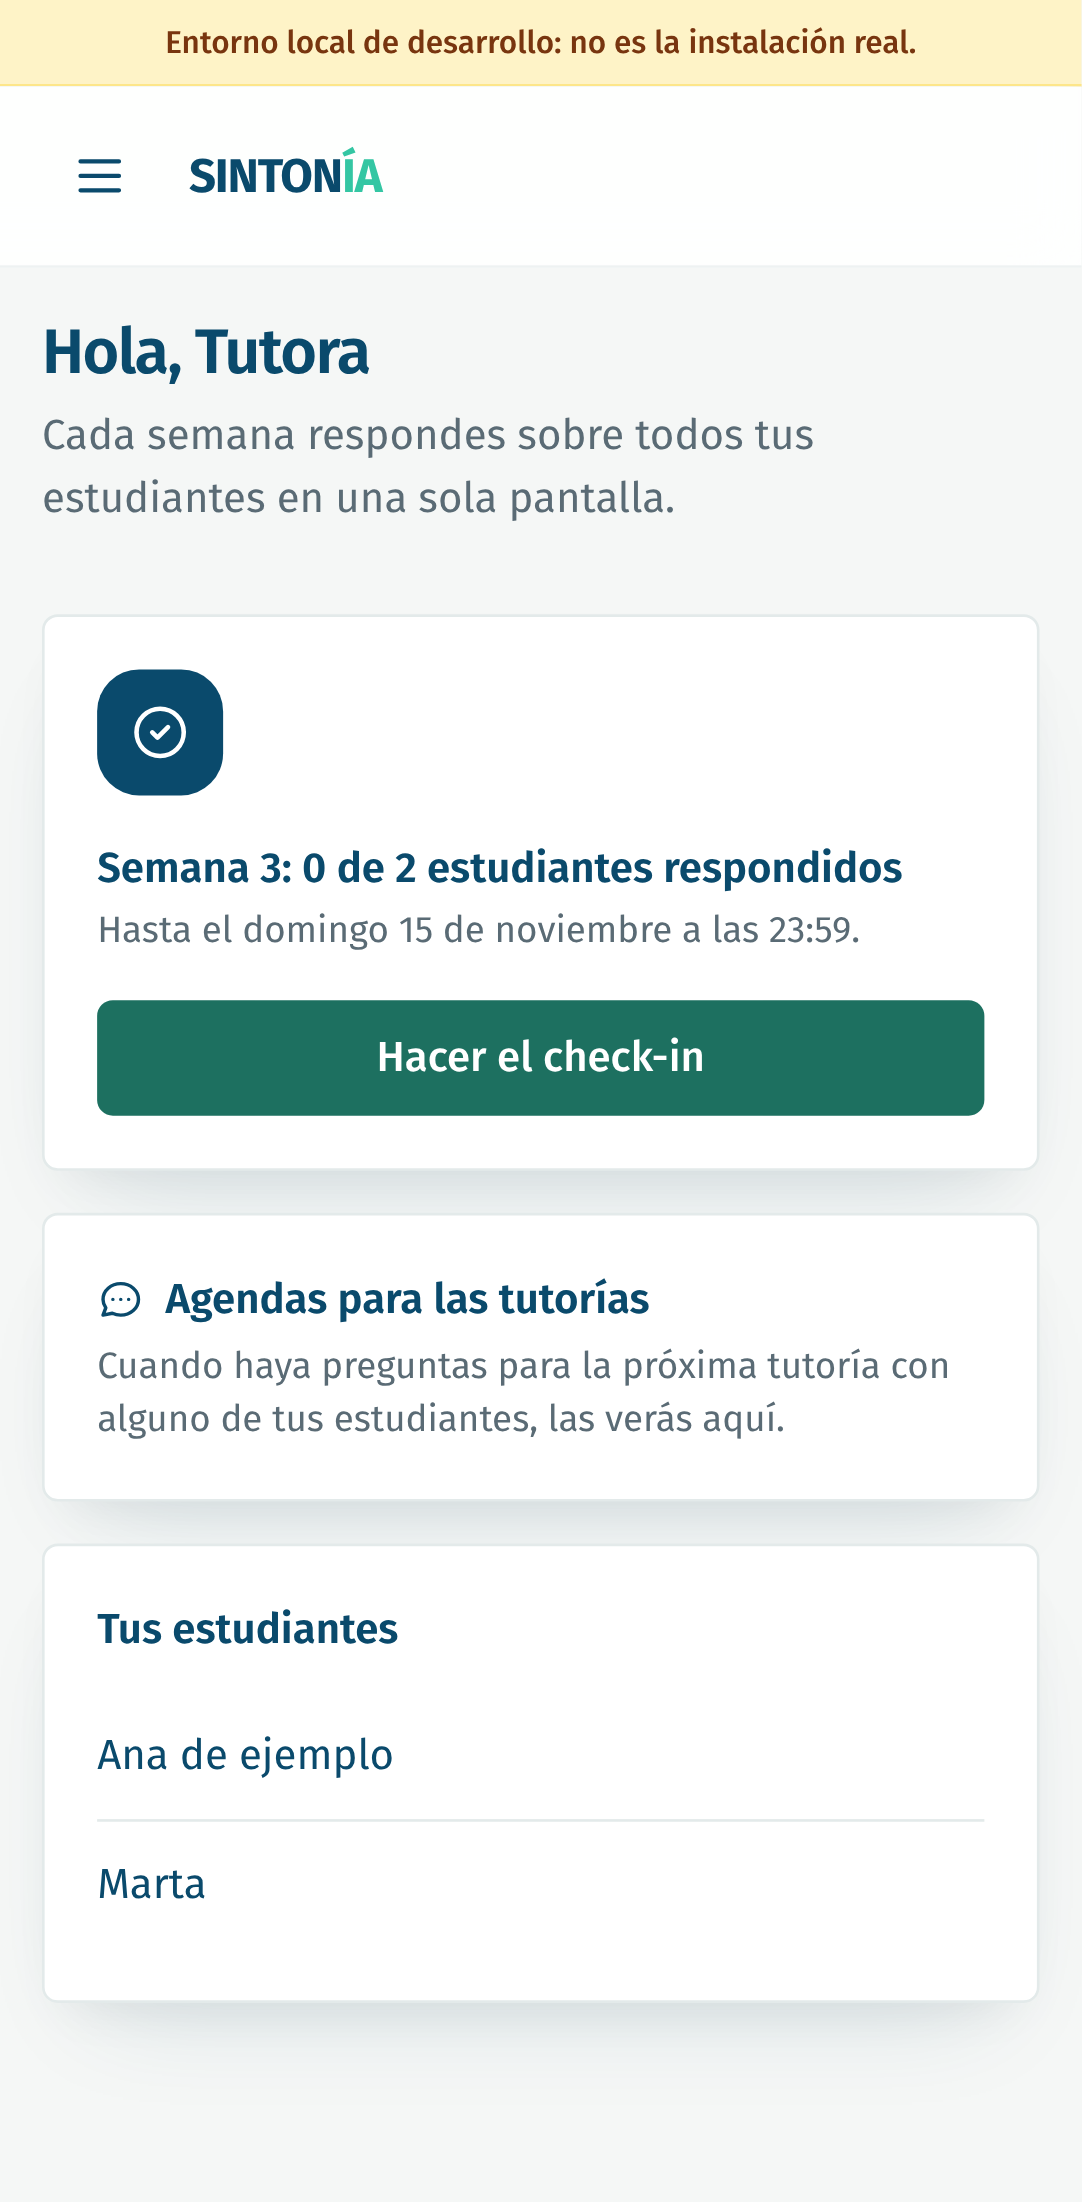 Entorno local de desarrollo: no es la instalación real.
SINTONÍA
Hola, Tutora
Cada semana respondes sobre todos tus
estudiantes en una sola pantalla.
Semana 3: 0 de 2 estudiantes respondidos
Hasta el domingo 15 de noviembre a las 23:59.
Hacer el check-in
Agendas para las tutorías
Cuando haya preguntas para la próxima tutoría con
alguno de tus estudiantes, las verás aquí.
Tus estudiantes
Ana de ejemplo
Marta